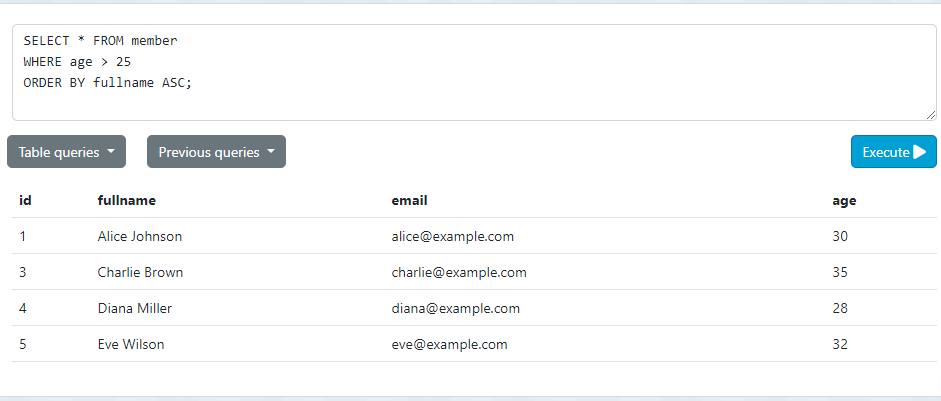 SELECT * FROM member
WHERE age > 25
ORDER BY fullname ASC;
Table queries Previous queries Execute
id fullname email age
1 Alice Johnson alice@example.com 30
3 Charlie Brown charlie@example.com 35
4 Diana Miller diana@example.com 28
5 Eve Wilson eve@example.com 32